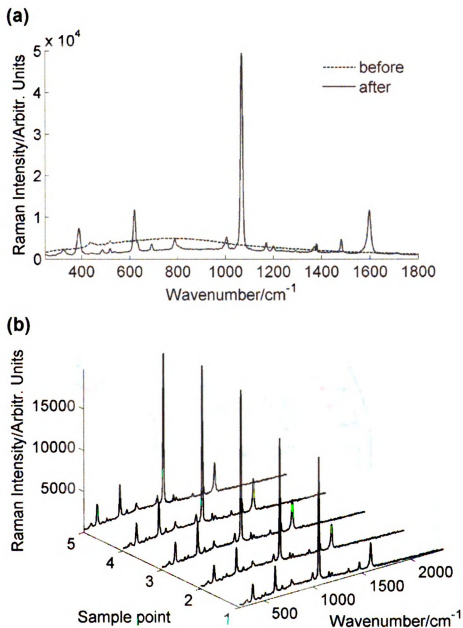 (a)
× 10⁴
Raman Intensity/Arbitr. Units
5
4
3
2
1
0
before
after
400 600 800 1000 1200 1400 1600 1800
Wavenumber/cm⁻¹
(b)
Raman Intensity/Arbitr. Units
15000
10000
5000
5
4
3
2
1
500
1000
1500
2000
Sample point
Wavenumber/cm⁻¹